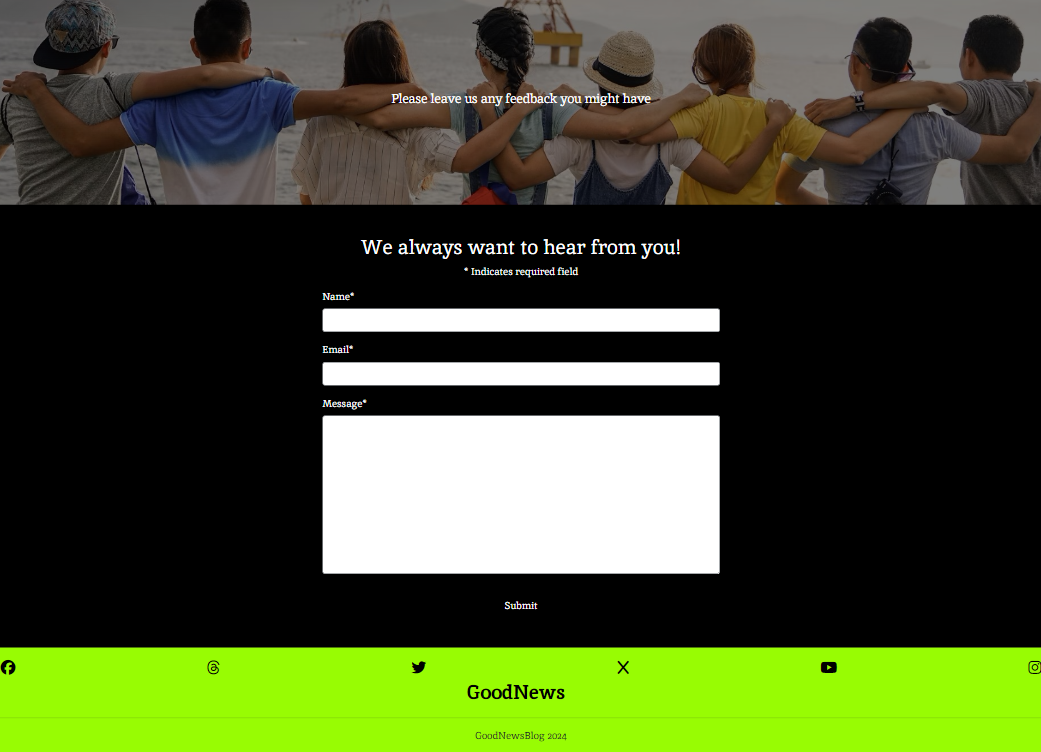 Please leave us any feedback you might have
We always want to hear from you!
* Indicates required field
Name*
Email*
Message*
Submit
GoodNews
GoodNewsBlog 2024